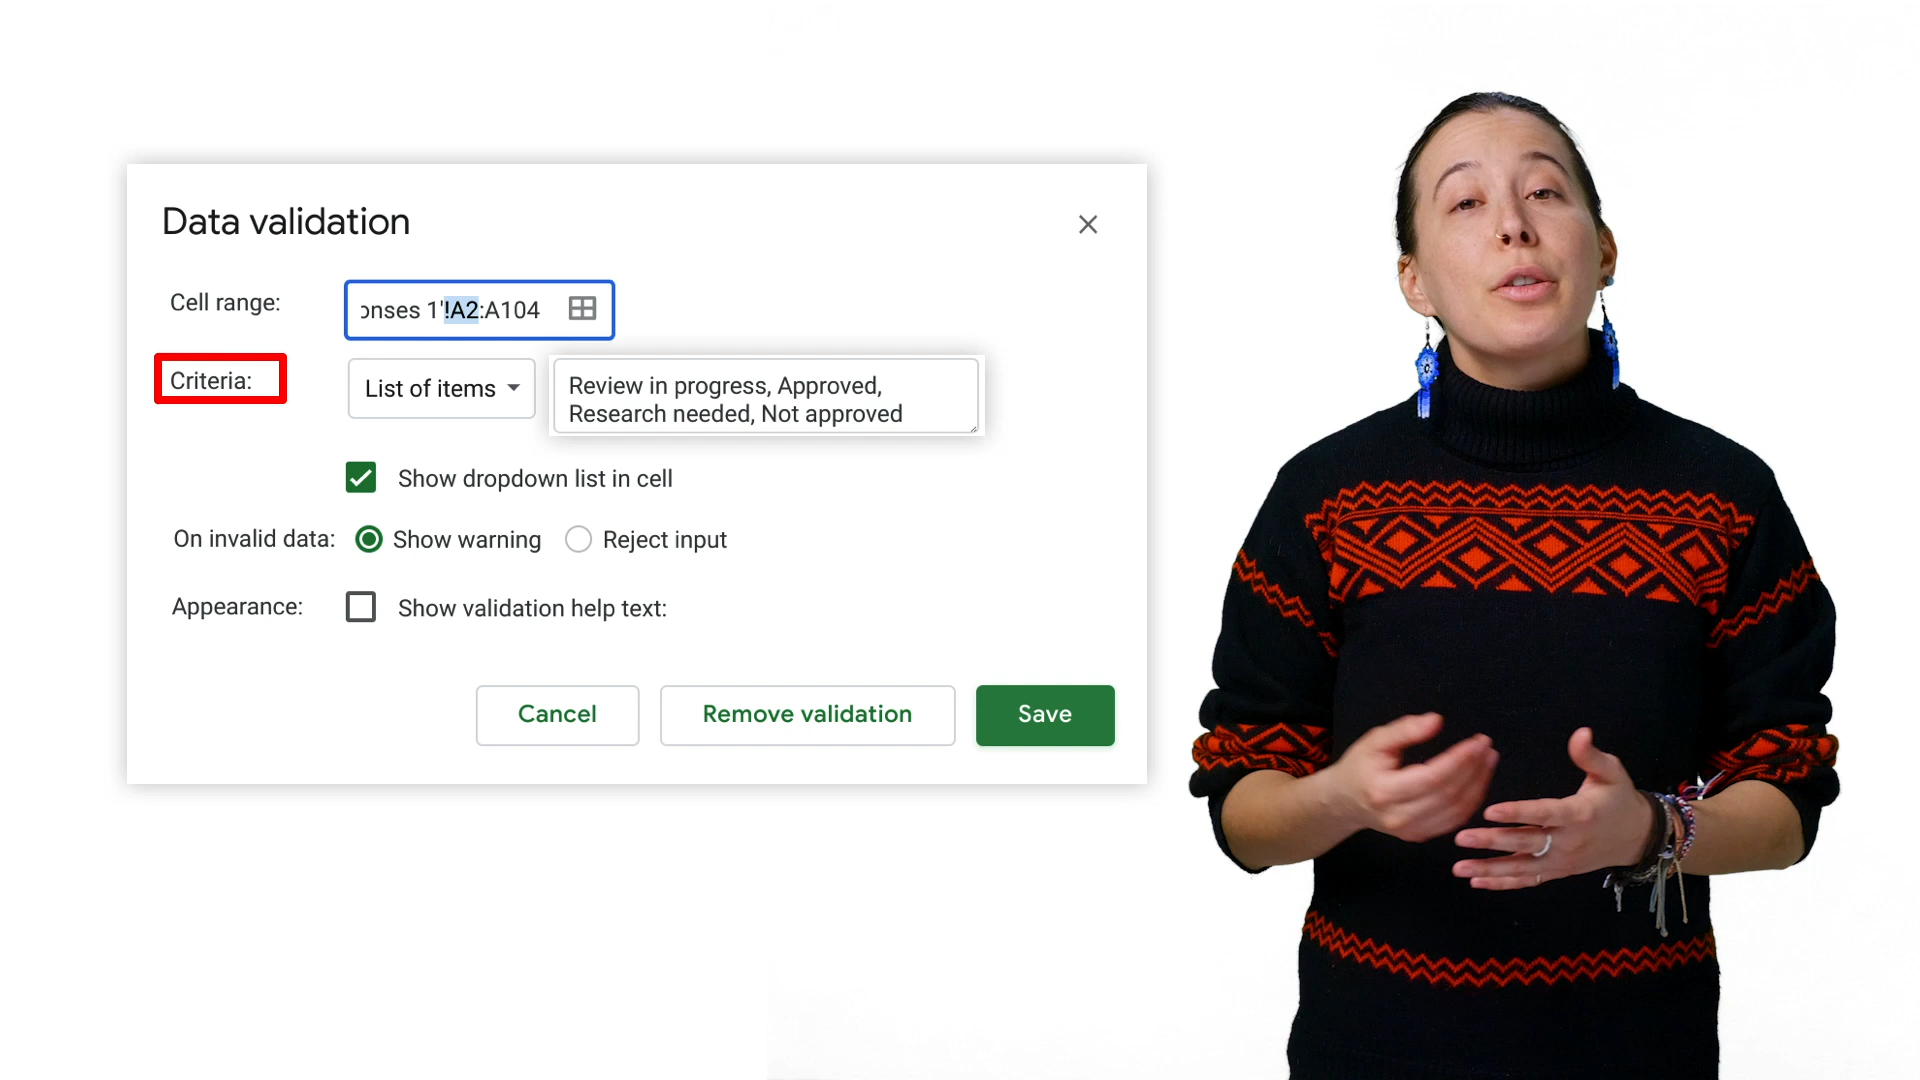 Data validation
Cell range:
onses 1'!A2:A104
Criteria:
List of items
Review in progress, Approved,
Research needed, Not approved
Show dropdown list in cell
On invalid data:
Show warning
Reject input
Appearance:
Show validation help text:
Cancel
Remove validation
Save